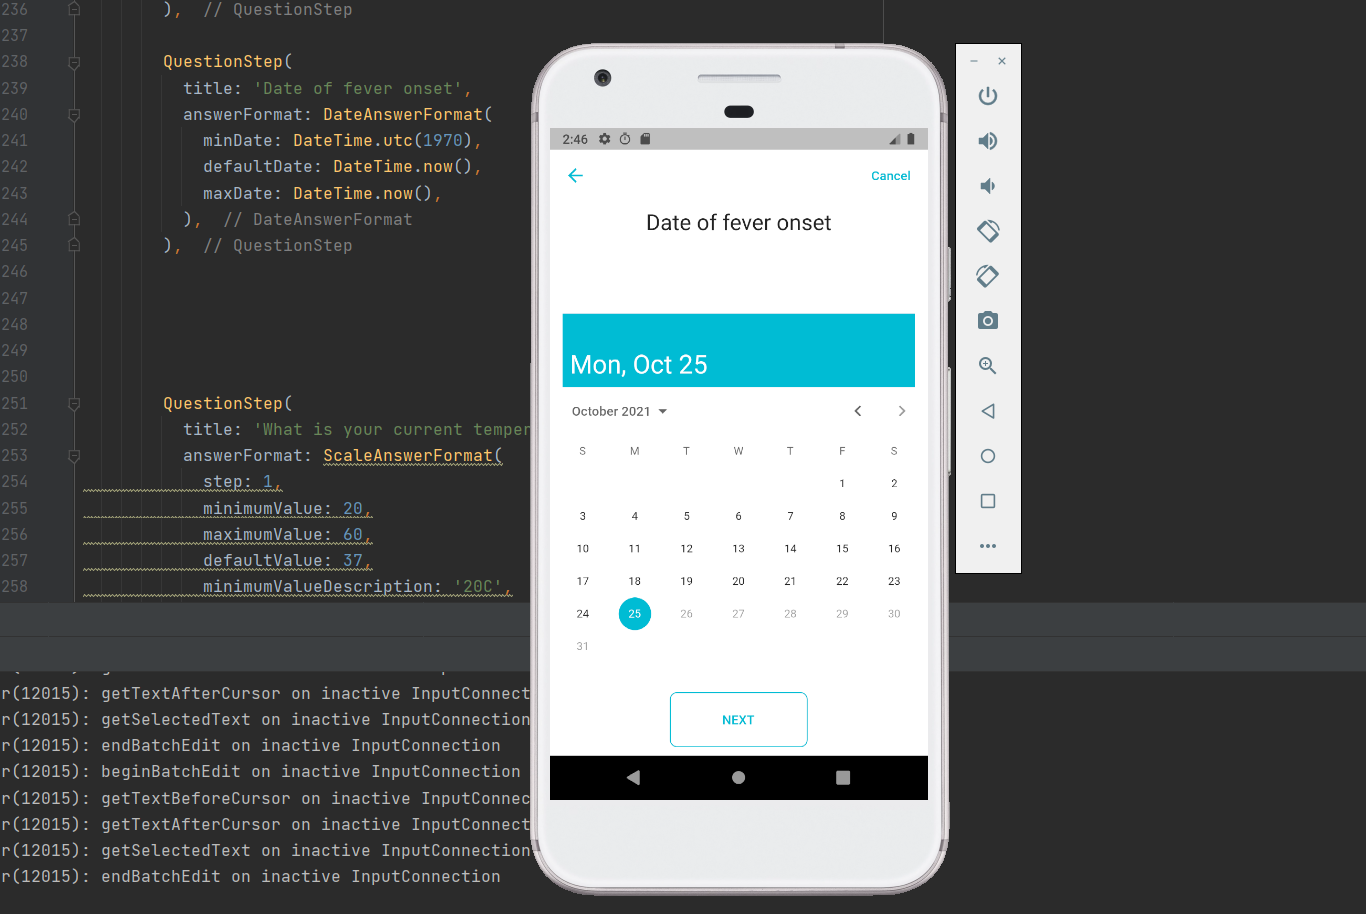 236 ), // QuestionStep
237
238 QuestionStep(
239 title: 'Date of fever onset',
240 answerFormat: DateAnswerFormat(
241 minDate: DateTime.utc(1970),
242 defaultDate: DateTime.now(),
243 maxDate: DateTime.now(),
244 ), // DateAnswerFormat
245 ), // QuestionStep
246
247
248
249
250
251 QuestionStep(
252 title: 'What is your current temper
253 answerFormat: ScaleAnswerFormat(
254 step: 1,
255 minimumValue: 20,
256 maximumValue: 60,
257 defaultValue: 37,
258 minimumValueDescription: '20C',
r(12015): getTextAfterCursor on inactive InputConnect
r(12015): getSelectedText on inactive InputConnection
r(12015): endBatchEdit on inactive InputConnection
r(12015): beginBatchEdit on inactive InputConnection
r(12015): getTextBeforeCursor on inactive InputConnec
r(12015): getTextAfterCursor on inactive InputConnect
r(12015): getSelectedText on inactive InputConnection
r(12015): endBatchEdit on inactive InputConnection
2:46
Cancel
Date of fever onset
Mon, Oct 25
October 2021
S M T W T F S
1 2
3 4 5 6 7 8 9
10 11 12 13 14 15 16
17 18 19 20 21 22 23
24 25 26 27 28 29 30
31
NEXT